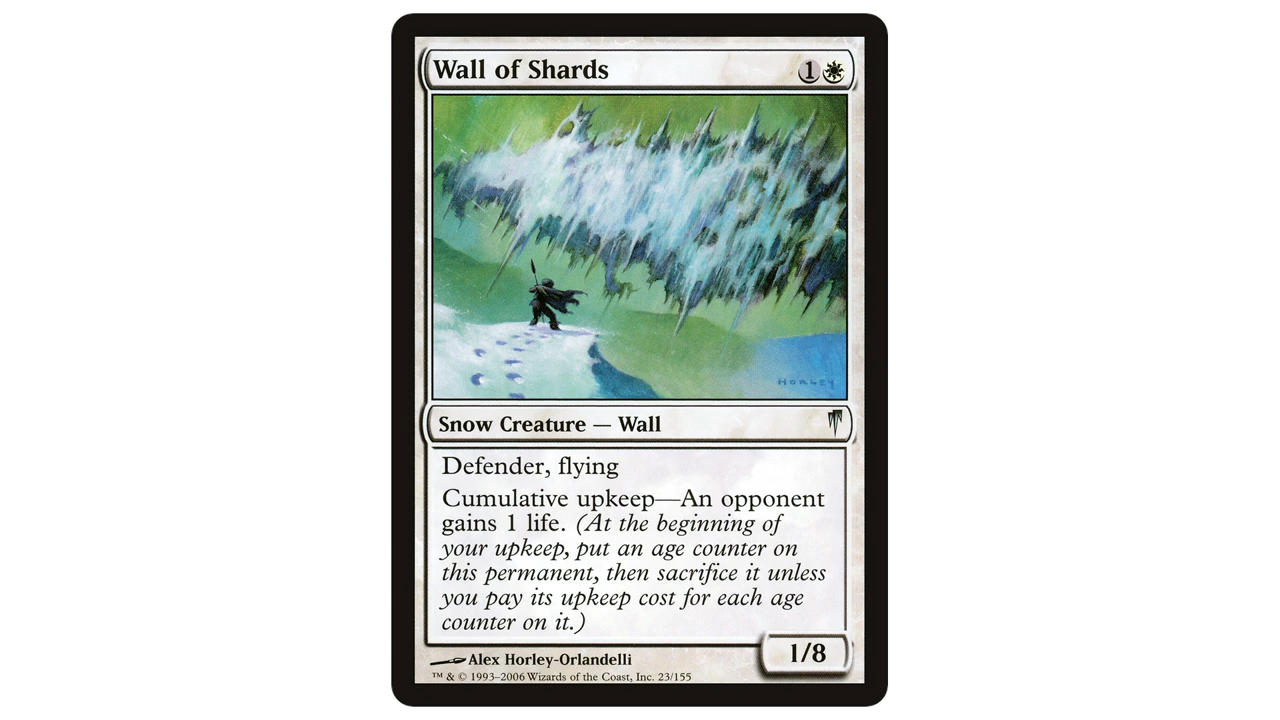 Wall of Shards 1
HORLEY
Snow Creature — Wall
Defender, flying
Cumulative upkeep—An opponent
gains 1 life. (At the beginning of
your upkeep, put an age counter on
this permanent, then sacrifice it unless
you pay its upkeep cost for each age
counter on it.)
1/8
Alex Horley-Orlandelli
™ & © 1993–2006 Wizards of the Coast, Inc. 23/155